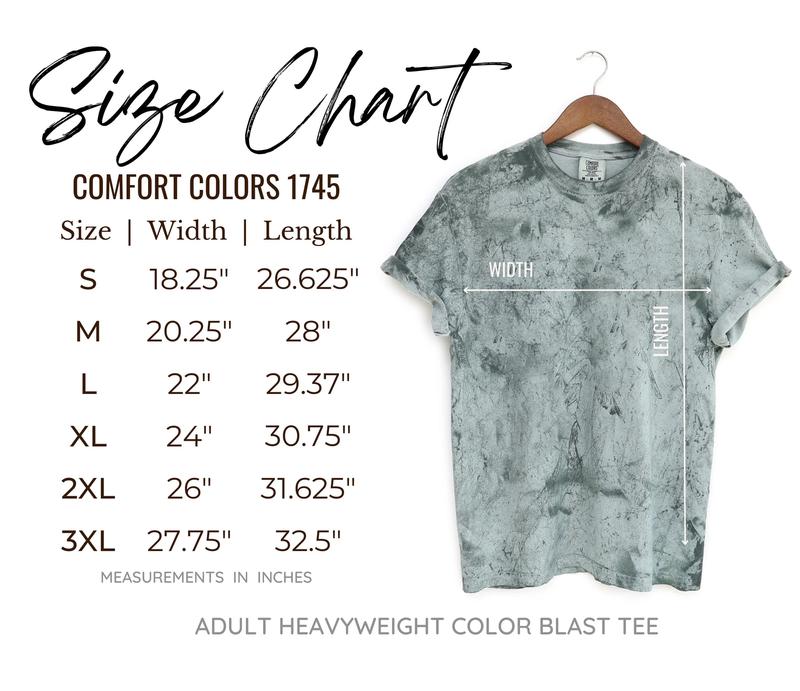 Size Chart
COMFORT COLORS 1745
Size | Width | Length
S 18.25" 26.625"
M 20.25" 28"
L 22" 29.37"
XL 24" 30.75"
2XL 26" 31.625"
3XL 27.75" 32.5"
MEASUREMENTS IN INCHES
COMFORT
COLORS
WIDTH
LENGTH
ADULT HEAVYWEIGHT COLOR BLAST TEE